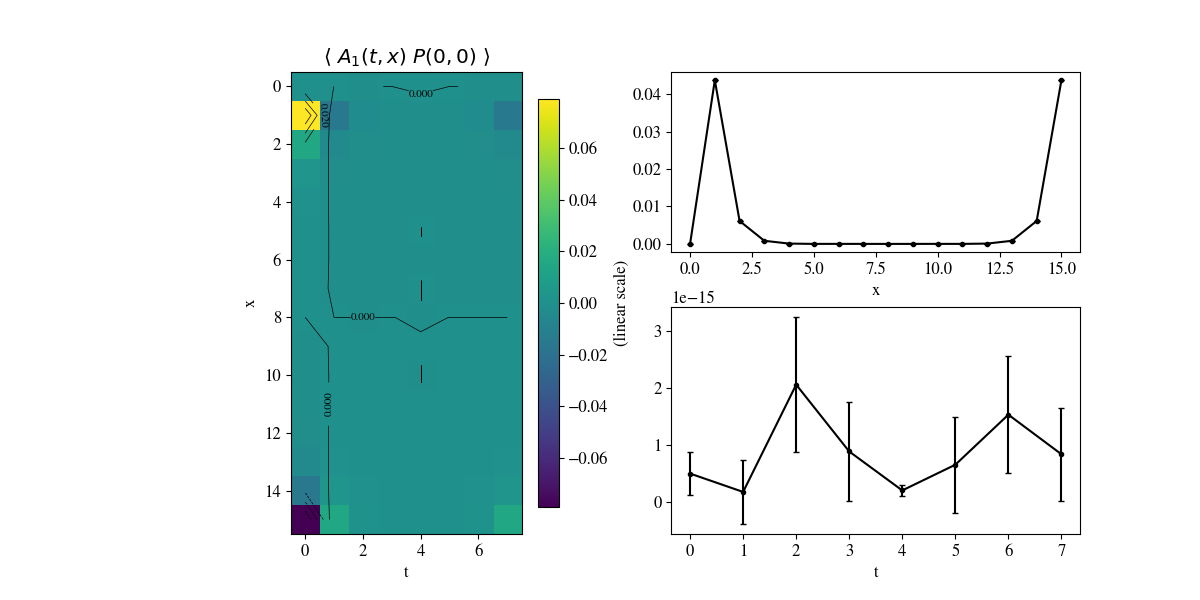 ⟨ A₁(t, x) P(0, 0) ⟩
0
2
4
6
8
10
12
14
x
0.000
0.020
0.000
0.000
0 2 4 6
t
0.06
0.04
0.02
0.00
−0.02
−0.04
−0.06
(linear scale)
0.04
0.03
0.02
0.01
0.00
0.0 2.5 5.0 7.5 10.0 12.5 15.0
x
1e−15
3
2
1
0
0 1 2 3 4 5 6 7
t